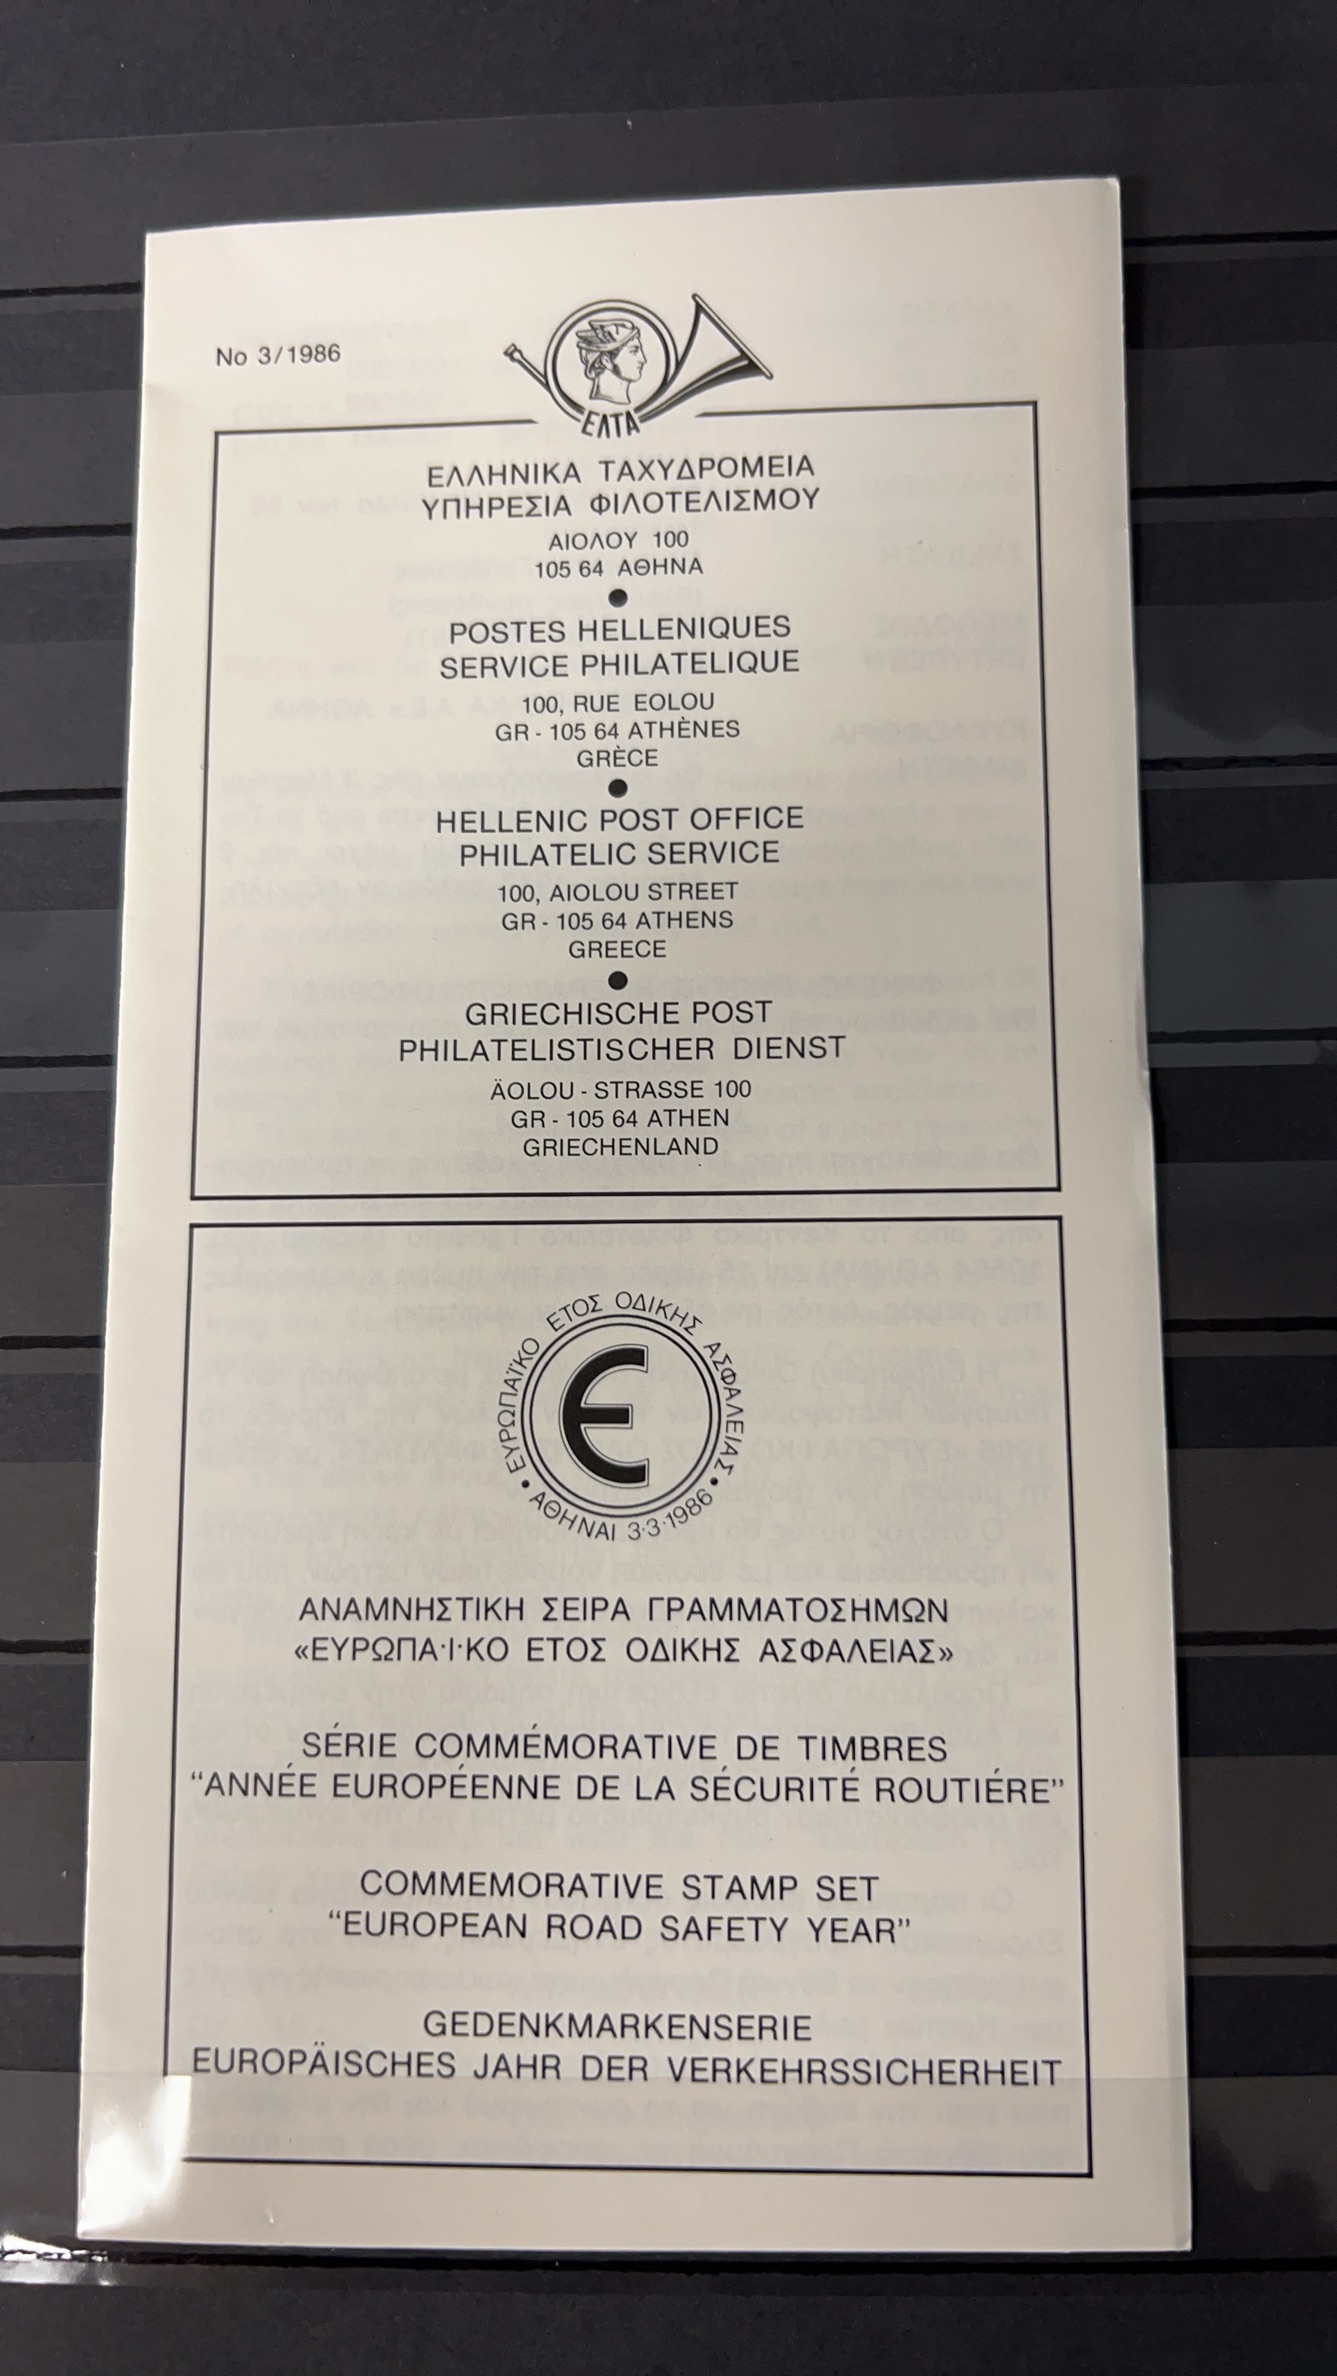 No 3/1986
ΕΛΤΑ
ΕΛΛΗΝΙΚΑ ΤΑΧΥΔΡΟΜΕΙΑ
ΥΠΗΡΕΣΙΑ ΦΙΛΟΤΕΛΙΣΜΟΥ
ΑΙΟΛΟΥ 100
105 64 ΑΘΗΝΑ
●
POSTES HELLENIQUES
SERVICE PHILATELIQUE
100, RUE EOLOU
GR - 105 64 ATHÈNES
GRÈCE
●
HELLENIC POST OFFICE
PHILATELIC SERVICE
100, AIOLOU STREET
GR - 105 64 ATHENS
GREECE
●
GRIECHISCHE POST
PHILATELISTISCHER DIENST
ÄOLOU - STRASSE 100
GR - 105 64 ATHEN
GRIECHENLAND
• ΕΥΡΩΠΑΪΚΟ ΕΤΟΣ ΟΔΙΚΗΣ ΑΣΦΑΛΕΙΑΣ •
Є
ΑΘΗΝΑΙ 3·3·1986
ΑΝΑΜΝΗΣΤΙΚΗ ΣΕΙΡΑ ΓΡΑΜΜΑΤΟΣΗΜΩΝ
«ΕΥΡΩΠΑ·Ι·ΚΟ ΕΤΟΣ ΟΔΙΚΗΣ ΑΣΦΑΛΕΙΑΣ»
SÉRIE COMMÉMORATIVE DE TIMBRES
“ANNÉE EUROPÉENNE DE LA SÉCURITÉ ROUTIÉRE”
COMMEMORATIVE STAMP SET
“EUROPEAN ROAD SAFETY YEAR”
GEDENKMARKENSERIE
EUROPÄISCHES JAHR DER VERKEHRSSICHERHEIT